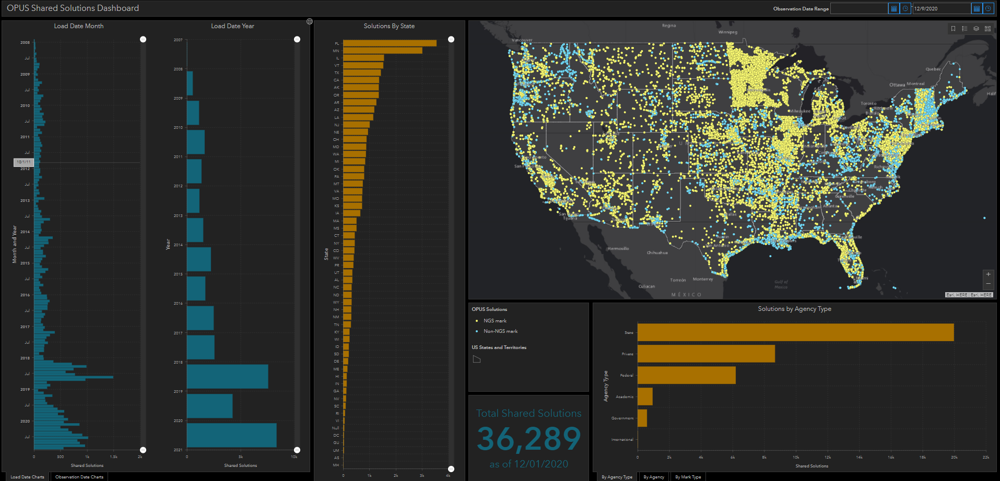 OPUS Shared Solutions Dashboard
Observation Date Range
-
12/9/2020
Load Date Month
Month and Year
2008
Jul
2009
Jul
2010
Jul
2011
Jul
10/1/11
2012
Jul
2013
Jul
2014
Jul
2015
Jul
2016
Jul
2017
Jul
2018
Jul
2019
Jul
2020
Jul
0 500 1k 1.5k 2k
Shared Solutions
Load Date Year
Year
2007
2008
2009
2010
2011
2012
2013
2014
2015
2016
2017
2018
2019
2020
2021
0 5k 10k
Shared Solutions
Load Date Charts
Observation Date Charts
Solutions By State
State
FL
MN
IL
VT
TX
CA
AK
OR
AR
AZ
LA
NJ
NE
OH
MD
WA
MI
OK
PA
MT
VA
MO
KS
IA
MA
MS
CT
NY
CO
WV
PR
UT
AL
NC
ND
WY
NH
NM
TN
KY
WI
ID
SD
DE
ME
HI
IN
GA
NV
SC
RI
VI
Null
DC
GU
UM
AS
MH
0 1k 2k 3k 4k
Regina
Winnipeg
Vancouver
Quebec
Ottawa
Montreal
Halif
Toronto
Milwaukee
Sacramento
Greenville
Charlotte
Atlanta
Dallas
Tijuana
Austin
San Antonio
Hermosillo
Chihuahua
Torreón
Monterrey
Culiacan
Gulf of
Mexico
Miami
MÉXICO
+
−
Esri, HERE | Esri, HERE
OPUS Solutions
NGS mark
Non-NGS mark
US States and Territories
Total Shared Solutions
36,289
as of 12/01/2020
Solutions by Agency Type
Agency Type
State
Private
Federal
Academic
Government
International
0 2k 4k 6k 8k 10k 12k 14k 16k 18k 20k 22k
Shared Solutions
By Agency Type
By Agency
By Mark Type